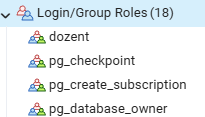 Login/Group Roles (18)
dozent
pg_checkpoint
pg_create_subscription
pg_database_owner